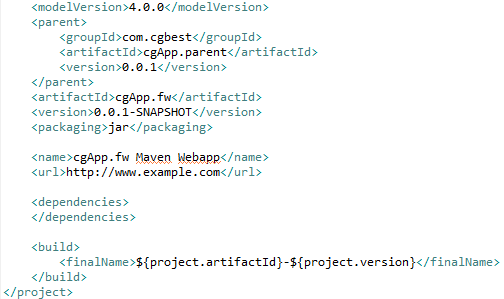 <modelVersion>4.0.0</modelVersion>
<parent>
<groupId>com.cgbest</groupId>
<artifactId>cgApp.parent</artifactId>
<version>0.0.1</version>
</parent>
<artifactId>cgApp.fw</artifactId>
<version>0.0.1-SNAPSHOT</version>
<packaging>jar</packaging>
<name>cgApp.fw Maven Webapp</name>
<url>http://www.example.com</url>
<dependencies>
</dependencies>
<build>
<finalName>${project.artifactId}-${project.version}</finalName>
</build>
</project>